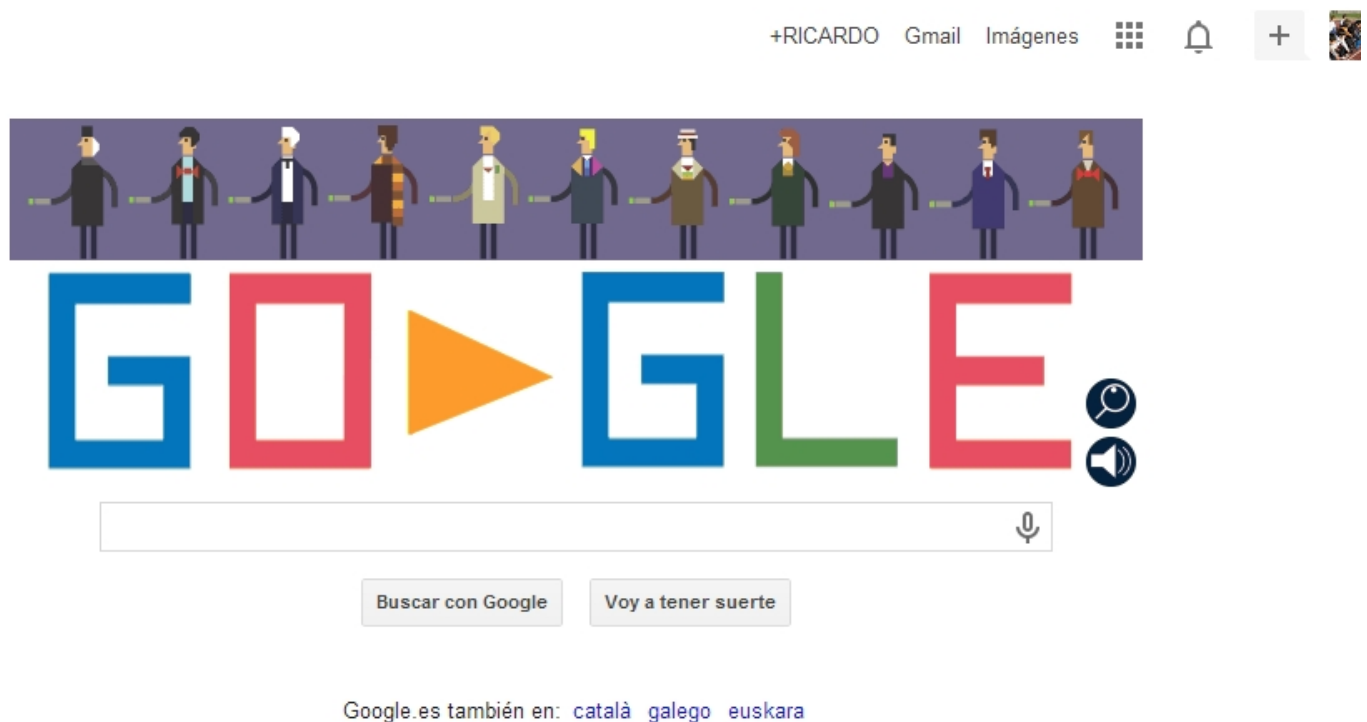 +RICARDO Gmail Imágenes
GO GLE
Buscar con Google Voy a tener suerte
Google.es también en: català galego euskara